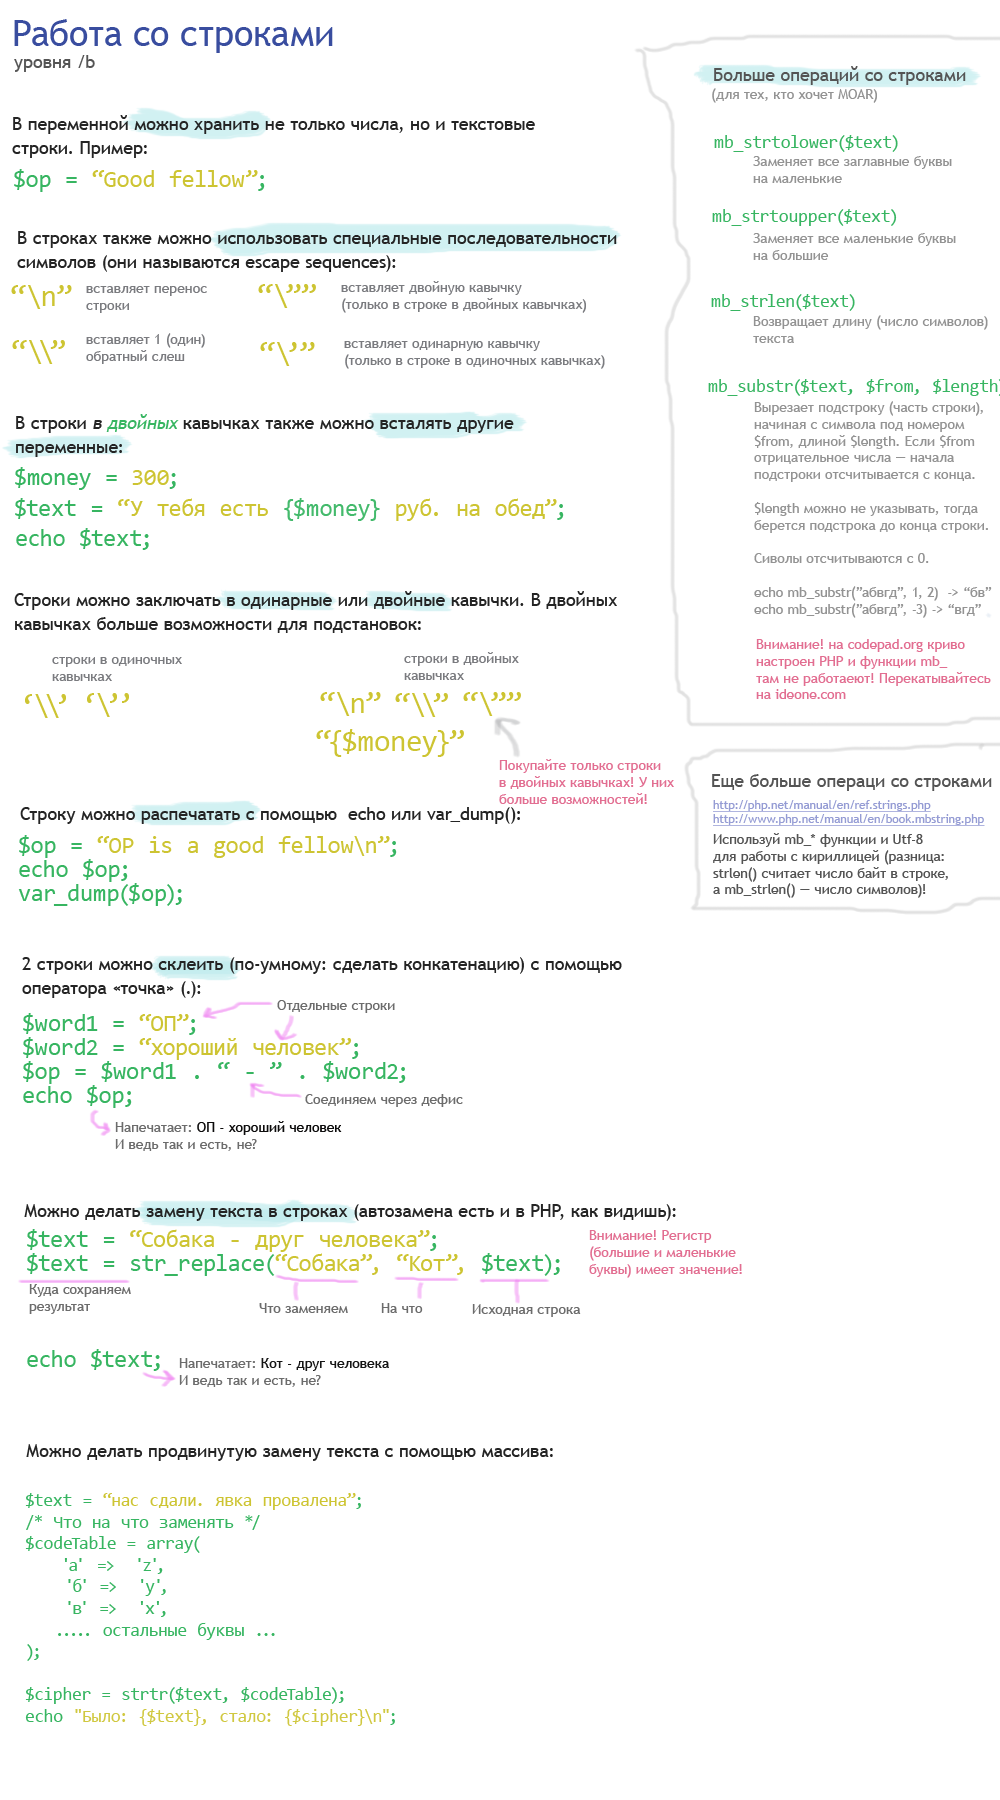 Работа со строками
уровня /b
В переменной можно хранить не только числа, но и текстовые
строки. Пример:
$op = “Good fellow”;
В строках также можно использовать специальные последовательности
символов (они называются escape sequences):
“\n” вставляет перенос
строки
“\”” вставляет двойную кавычку
(только в строке в двойных кавычках)
“\\” вставляет 1 (один)
обратный слеш
“\’” вставляет одинарную кавычку
(только в строке в одиночных кавычках)
В строки в двойных кавычках также можно всталять другие
переменные:
$money = 300;
$text = “У тебя есть {$money} руб. на обед”;
echo $text;
Строки можно заключать в одинарные или двойные кавычки. В двойных
кавычках больше возможности для подстановок:
строки в одиночных
кавычках
‘\\’ ‘\’’
строки в двойных
кавычках
“\n” “\\” “\””
“{$money}”
Покупайте только строки
в двойных кавычках! У них
больше возможностей!
Строку можно распечатать с помощью echo или var_dump():
$op = “OP is a good fellow\n”;
echo $op;
var_dump($op);
2 строки можно склеить (по-умному: сделать конкатенацию) с помощью
оператора «точка» (.):
Отдельные строки
$word1 = “ОП”;
$word2 = “хороший человек”;
$op = $word1 . “ - ” . $word2;
echo $op;
Соединяем через дефис
Напечатает: ОП - хороший человек
И ведь так и есть, не?
Можно делать замену текста в строках (автозамена есть и в PHP, как видишь):
$text = “Собака - друг человека”;
$text = str_replace(“Собака”, “Кот”, $text);
Внимание! Регистр
(большие и маленькие
буквы) имеет значение!
Куда сохраняем
результат
Что заменяем
На что
Исходная строка
echo $text;
Напечатает: Кот - друг человека
И ведь так и есть, не?
Можно делать продвинутую замену текста с помощью массива:
$text = “нас сдали. явка провалена”;
/* Что на что заменять */
$codeTable = array(
'а' => 'z',
'б' => 'y',
'в' => 'x',
..... остальные буквы ...
);
$cipher = strtr($text, $codeTable);
echo "Было: {$text}, стало: {$cipher}\n";
Больше операций со строками
(для тех, кто хочет MOAR)
mb_strtolower($text)
Заменяет все заглавные буквы
на маленькие
mb_strtoupper($text)
Заменяет все маленькие буквы
на большие
mb_strlen($text)
Возвращает длину (число символов)
текста
mb_substr($text, $from, $length)
Вырезает подстроку (часть строки),
начиная с символа под номером
$from, длиной $length. Если $from
отрицательное числа — начала
подстроки отсчитывается с конца.
$length можно не указывать, тогда
берется подстрока до конца строки.
Сиволы отсчитываются с 0.
echo mb_substr(”абвгд”, 1, 2) -> “бв”
echo mb_substr(”абвгд”, -3) -> “вгд”
Внимание! на codepad.org криво
настроен PHP и функции mb_
там не работаеют! Перекатывайтесь
на ideone.com
Еще больше операци со строками
http://php.net/manual/en/ref.strings.php
http://www.php.net/manual/en/book.mbstring.php
Используй mb_* функции и Utf-8
для работы с кириллицей (разница:
strlen() считает число байт в строке,
а mb_strlen() — число символов)!